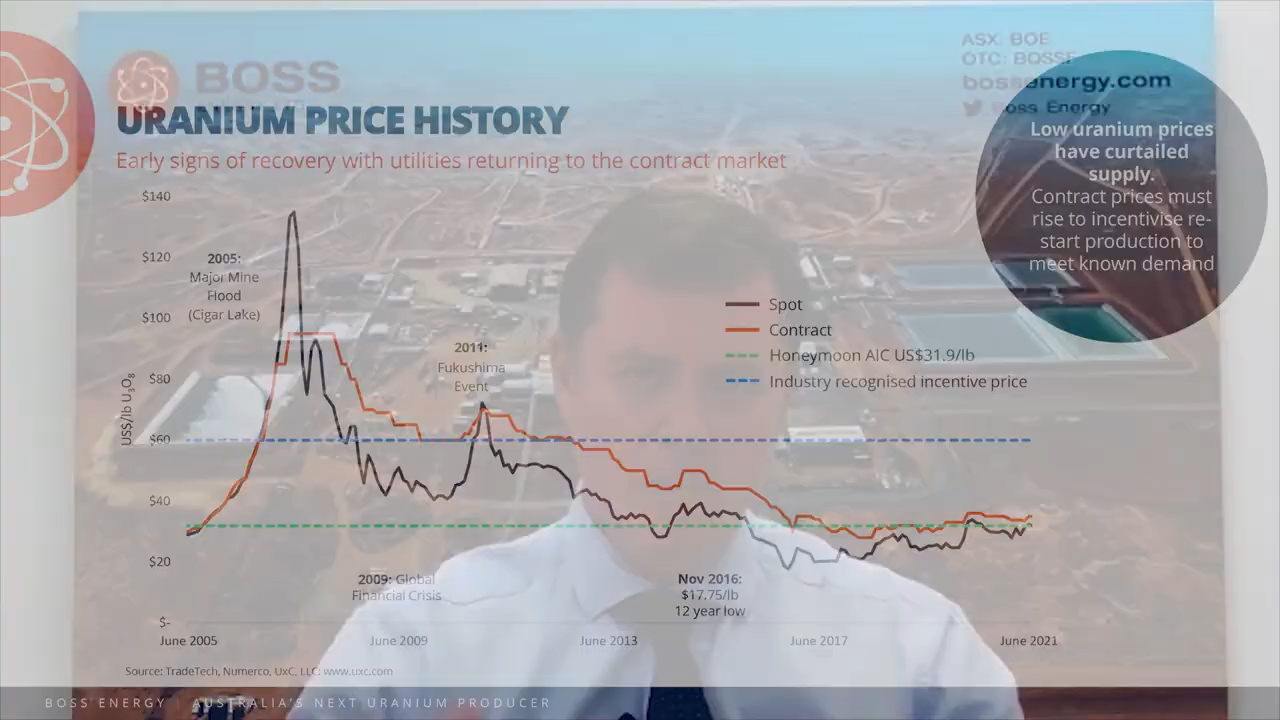 ASX: BOE
OTC: BOSSF
bossenergy.com
Boss Energy
BOSS
URANIUM PRICE HISTORY
Early signs of recovery with utilities returning to the contract market
Low uranium prices
have curtailed
supply.
Contract prices must
rise to incentivise re-
start production to
meet known demand
$140
$120
$100
$80
$60
$40
$20
$-
US$/lb U₃O₈
2005:
Major Mine
Flood
(Cigar Lake)
2011:
Fukushima
Event
Spot
Contract
Honeymoon AIC US$31.9/lb
Industry recognised incentive price
2009: Global
Financial Crisis
Nov 2016:
$17.75/lb
12 year low
June 2005
June 2009
June 2013
June 2017
June 2021
Source: TradeTech, Numerco, UxC, LLC: www.uxc.com
BOSS ENERGY | AUSTRALIA'S NEXT URANIUM PRODUCER